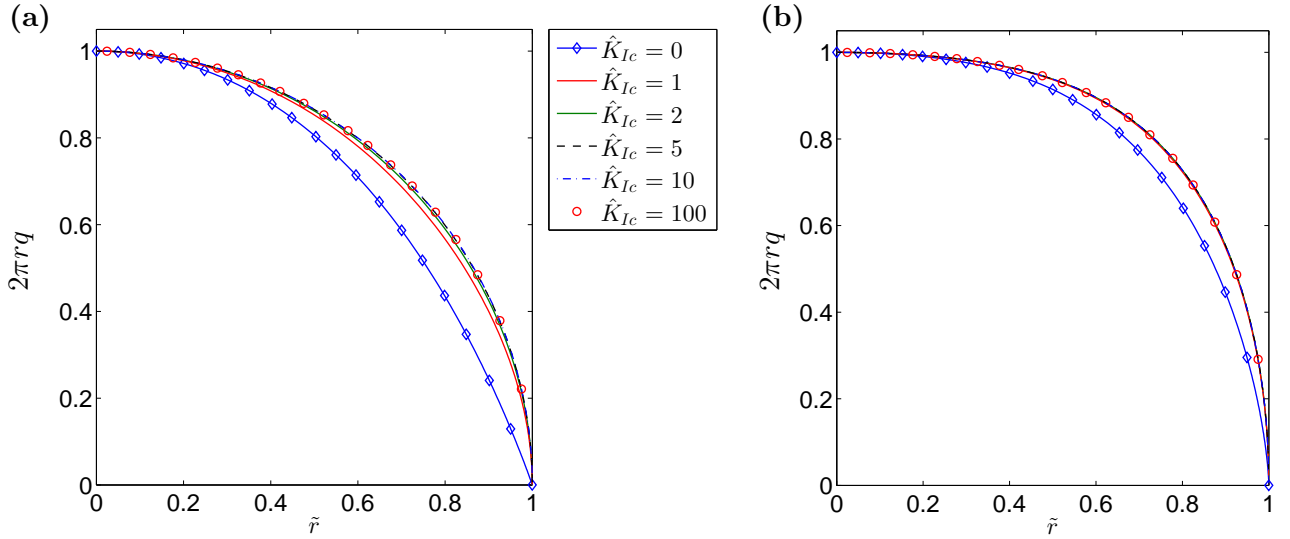 (a)
2πrq
1
0.8
0.6
0.4
0.2
0
0 0.2 0.4 0.6 0.8 1
r̃
K̂_{Ic} = 0
K̂_{Ic} = 1
K̂_{Ic} = 2
K̂_{Ic} = 5
K̂_{Ic} = 10
K̂_{Ic} = 100
(b)
2πrq
1
0.8
0.6
0.4
0.2
0
0 0.2 0.4 0.6 0.8 1
r̃